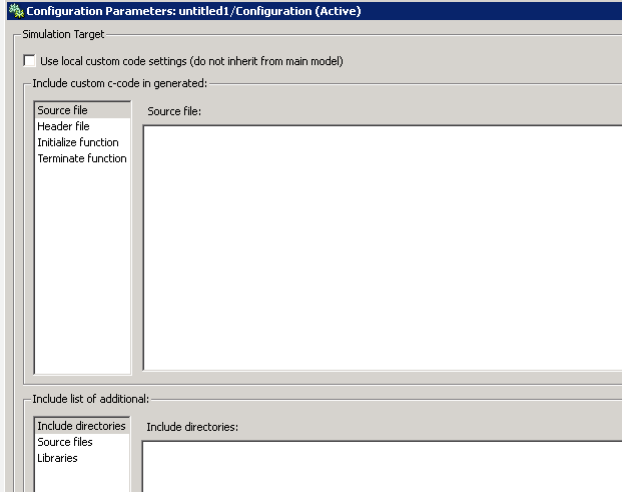 Configuration Parameters: untitled1/Configuration (Active)
Simulation Target
Use local custom code settings (do not inherit from main model)
Include custom c-code in generated:
Source file
Header file
Initialize function
Terminate function
Source file:
Include list of additional:
Include directories
Source files
Libraries
Include directories: